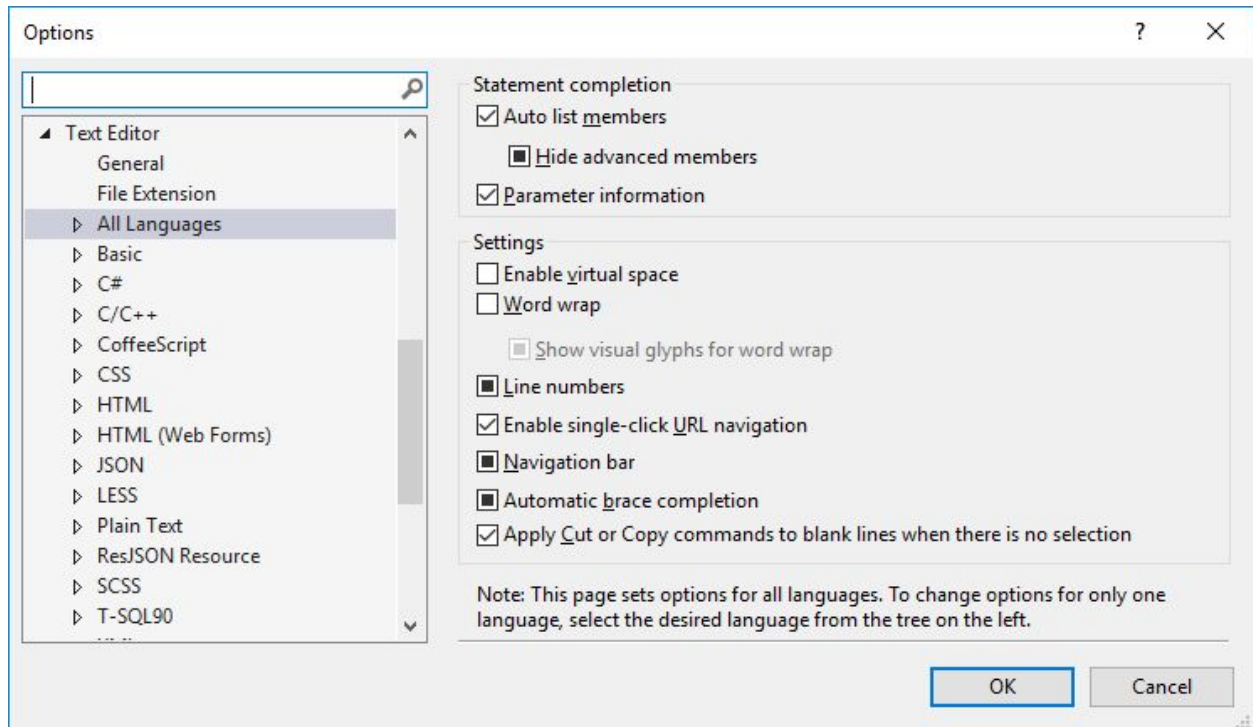 Options
?
Text Editor
General
File Extension
All Languages
Basic
C#
C/C++
CoffeeScript
CSS
HTML
HTML (Web Forms)
JSON
LESS
Plain Text
ResJSON Resource
SCSS
T-SQL90
Statement completion
Auto list members
Hide advanced members
Parameter information
Settings
Enable virtual space
Word wrap
Show visual glyphs for word wrap
Line numbers
Enable single-click URL navigation
Navigation bar
Automatic brace completion
Apply Cut or Copy commands to blank lines when there is no selection
Note: This page sets options for all languages. To change options for only one
language, select the desired language from the tree on the left.
OK
Cancel